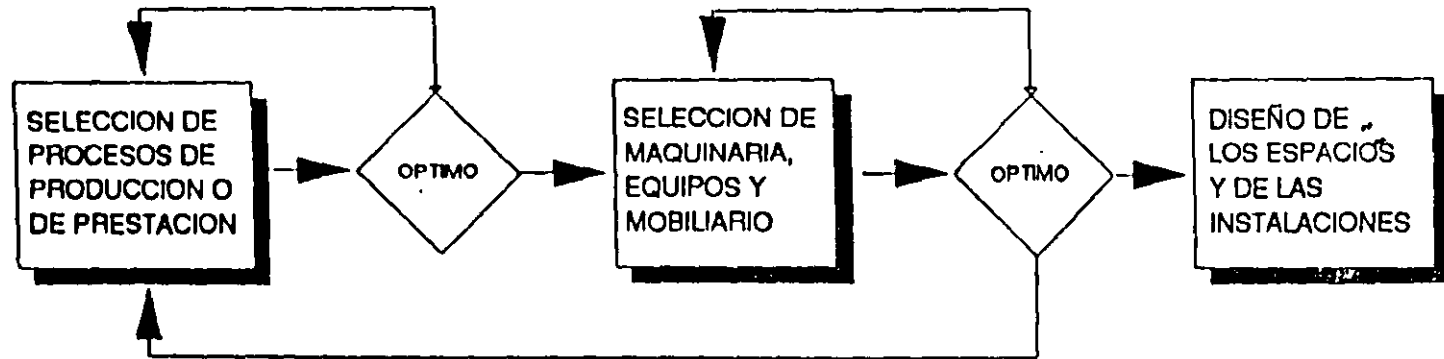 SELECCION DE
PROCESOS DE
PRODUCCION O
DE PRESTACION
OPTIMO
SELECCION DE
MAQUINARIA,
EQUIPOS Y
MOBILIARIO
OPTIMO
DISEÑO DE
LOS ESPACIOS
Y DE LAS
INSTALACIONES